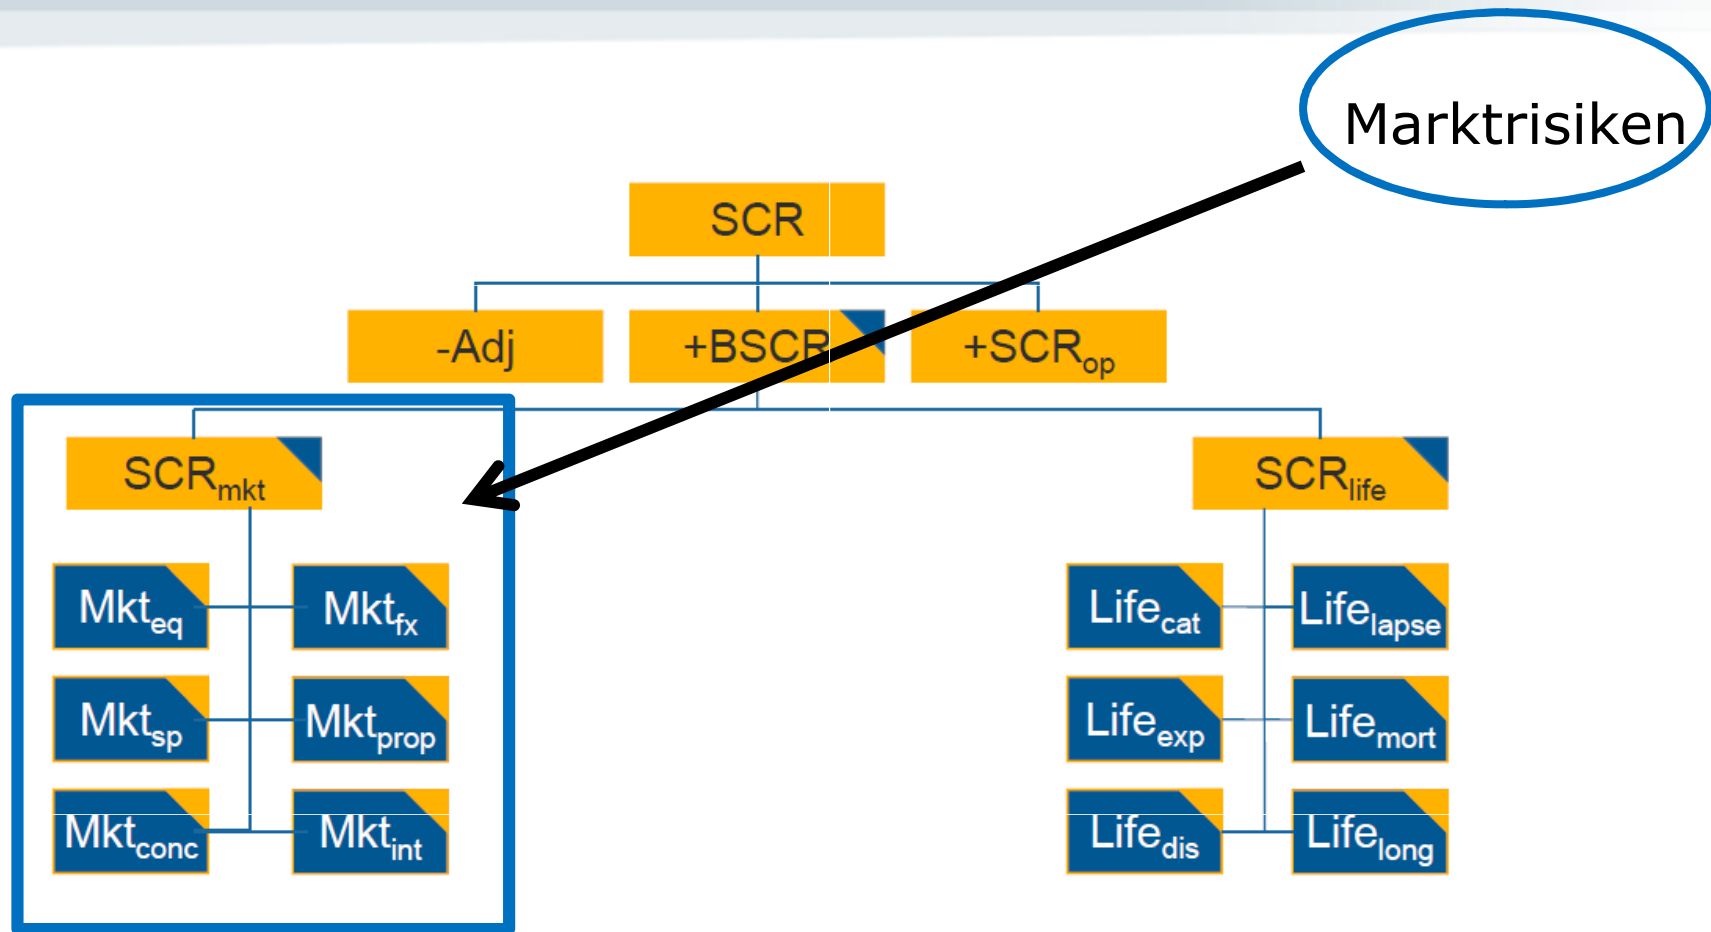 Marktrisiken
SCR
-Adj
+BSCR
+SCRop
SCRmkt
SCRlife
Mkteq
Mktfx
Lifecat
Lifelapse
Mktsp
Mktprop
Lifeexp
Lifemort
Mktconc
Mktint
Lifedis
Lifelong